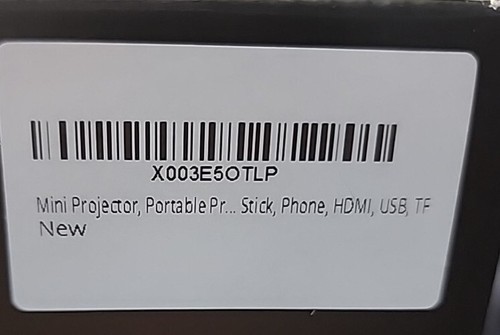 X003E5OTLP
Mini Projector, Portable Pr... Stick, Phone, HDMI, USB, TF
New